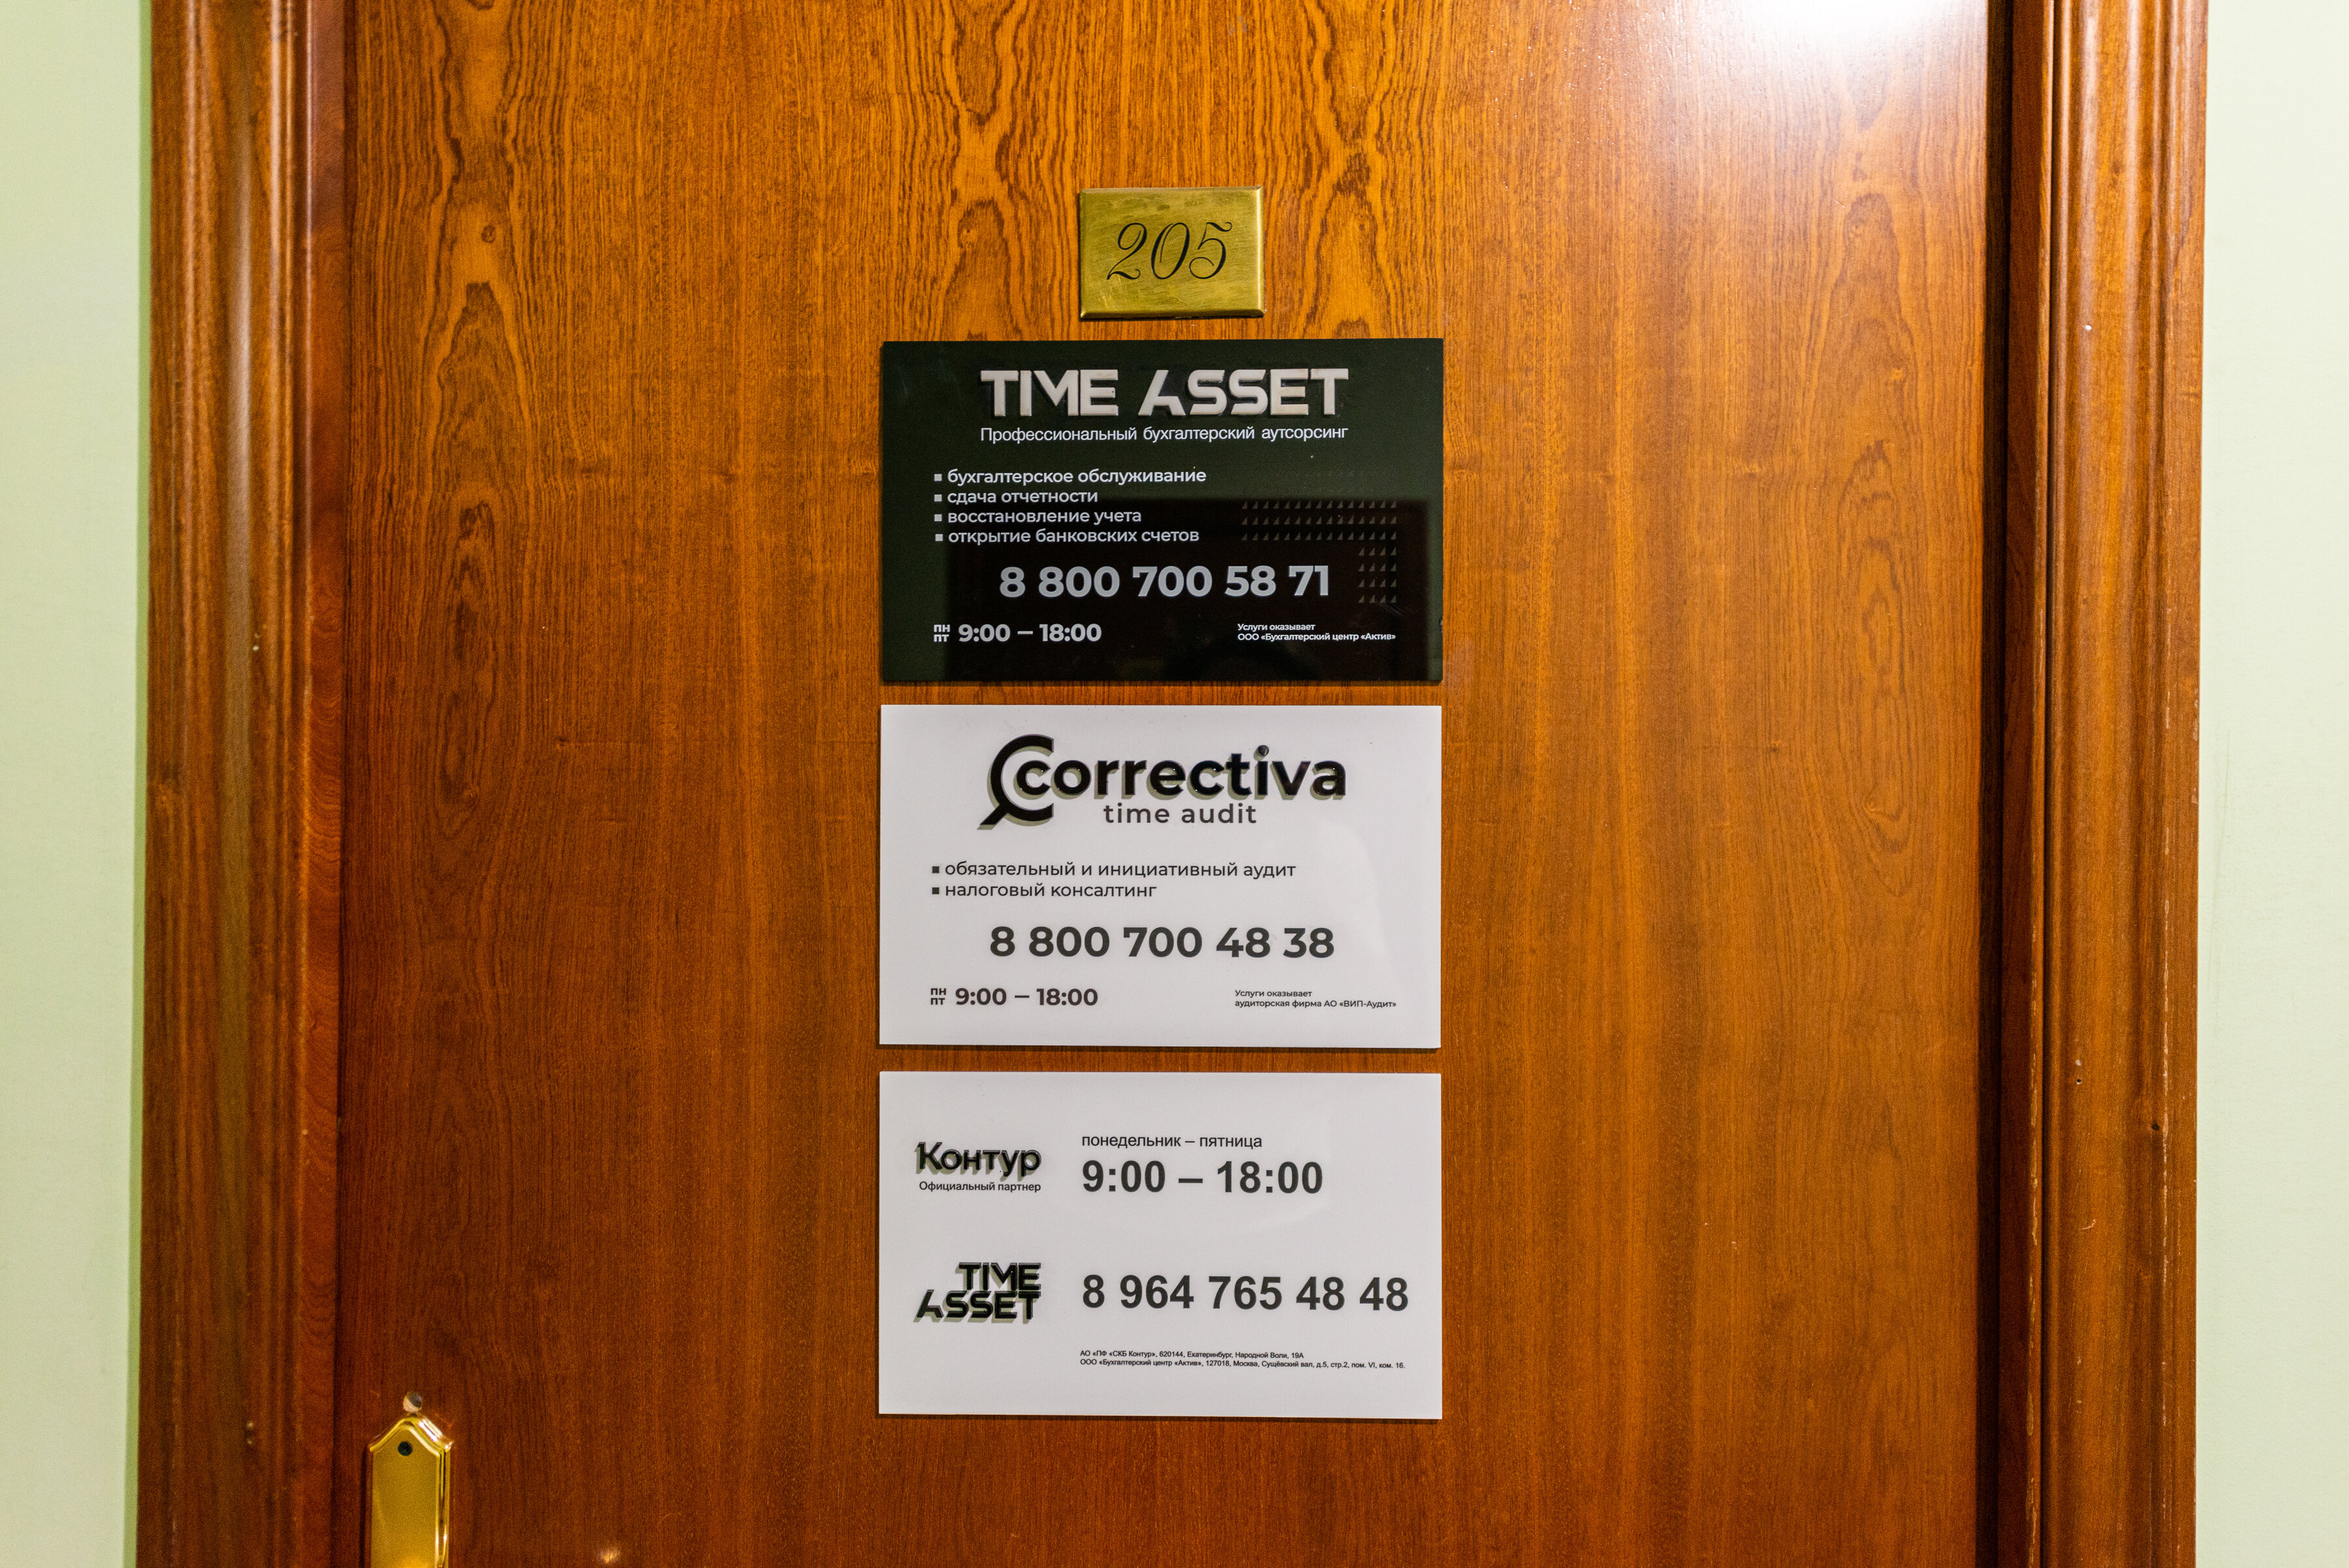 205
TIME ASSET
Профессиональный бухгалтерский аутсорсинг
▪ бухгалтерское обслуживание
▪ сдача отчетности
▪ восстановление учета
▪ открытие банковских счетов
8 800 700 58 71
ПН
ПТ
9:00 – 18:00
Услуги оказывает
ООО «Бухгалтерский центр «Актив»
correctiva
time audit
▪ обязательный и инициативный аудит
▪ налоговый консалтинг
8 800 700 48 38
ПН
ПТ
9:00 – 18:00
Услуги оказывает
аудиторская фирма АО «ВИП-Аудит»
Контур
Официальный партнер
понедельник – пятница
9:00 – 18:00
TIME
ASSET
8 964 765 48 48
АО «ПФ «СКБ Контур», 620144, Екатеринбург, Народной Воли, 19А
ООО «Бухгалтерский центр «Актив», 127018, Москва, Сущёвский вал, д.5, стр.2, пом. VI, ком. 16.